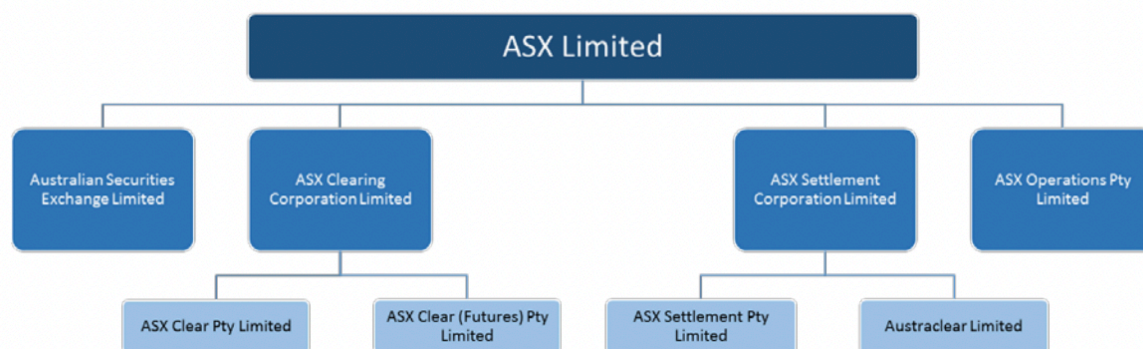 ASX Limited
Australian Securities
Exchange Limited
ASX Clearing
Corporation Limited
ASX Settlement
Corporation Limited
ASX Operations Pty
Limited
ASX Clear Pty Limited
ASX Clear (Futures) Pty
Limited
ASX Settlement Pty
Limited
Austraclear Limited